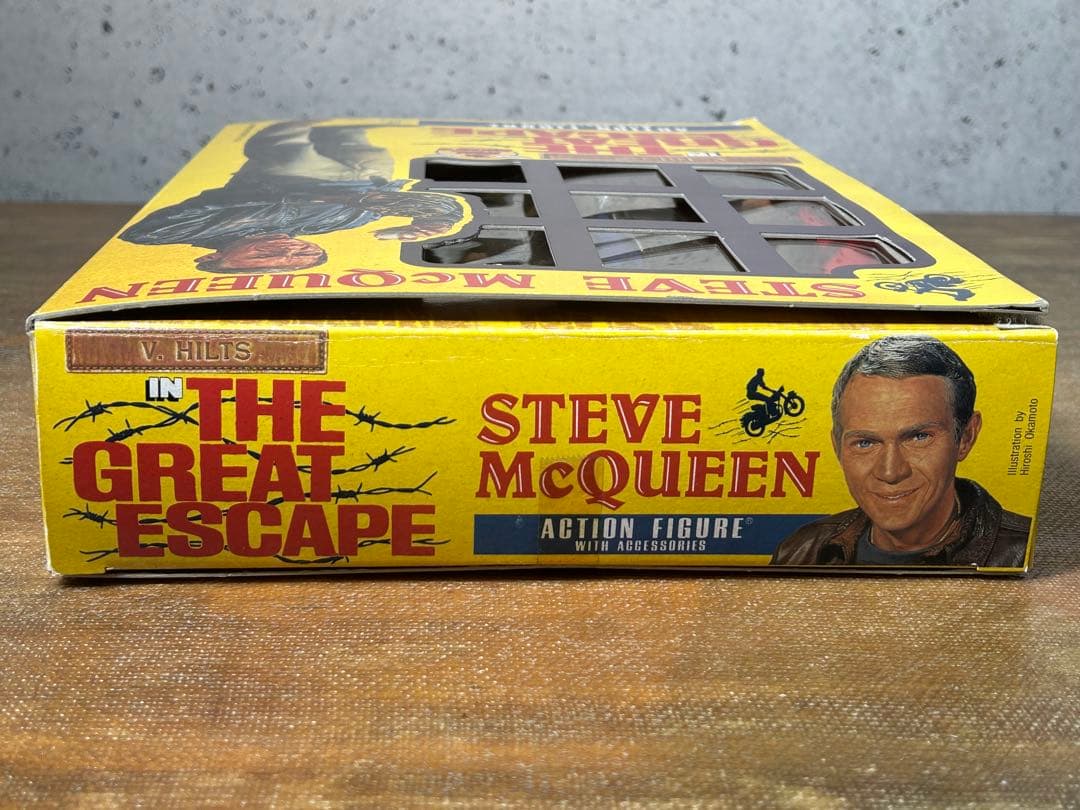 STEVE McQUEEN
V. HILTS
IN THE
GREAT
ESCAPE
STEVE
McQUEEN
ACTION FIGURE®
WITH ACCESSORIES
Illustration by
Hiroshi Okamoto